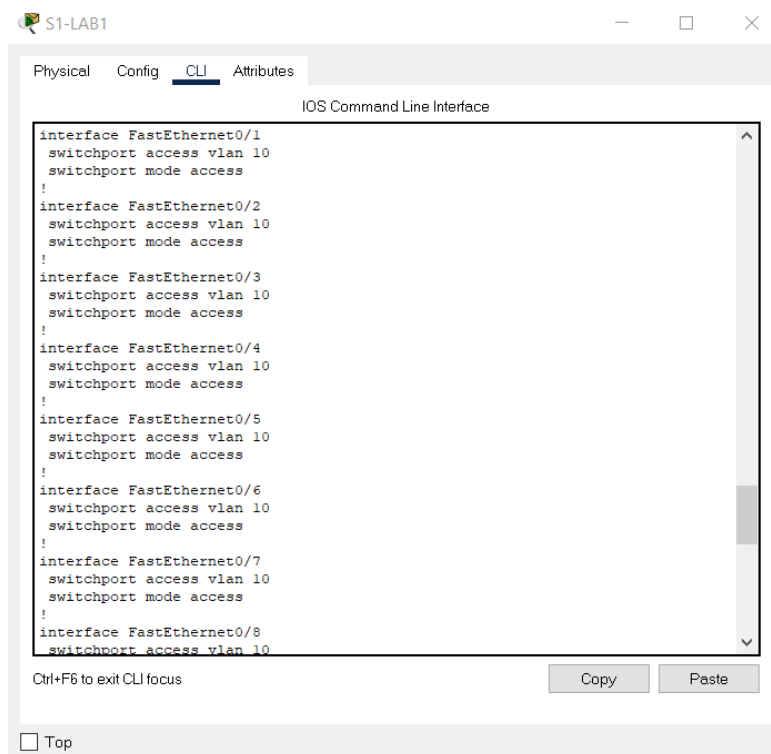 S1-LAB1
Physical Config CLI Attributes
IOS Command Line Interface
interface FastEthernet0/1
 switchport access vlan 10
 switchport mode access
!
interface FastEthernet0/2
 switchport access vlan 10
 switchport mode access
!
interface FastEthernet0/3
 switchport access vlan 10
 switchport mode access
!
interface FastEthernet0/4
 switchport access vlan 10
 switchport mode access
!
interface FastEthernet0/5
 switchport access vlan 10
 switchport mode access
!
interface FastEthernet0/6
 switchport access vlan 10
 switchport mode access
!
interface FastEthernet0/7
 switchport access vlan 10
 switchport mode access
!
interface FastEthernet0/8
 switchport access vlan 10
Ctrl+F6 to exit CLI focus
Copy Paste
Top